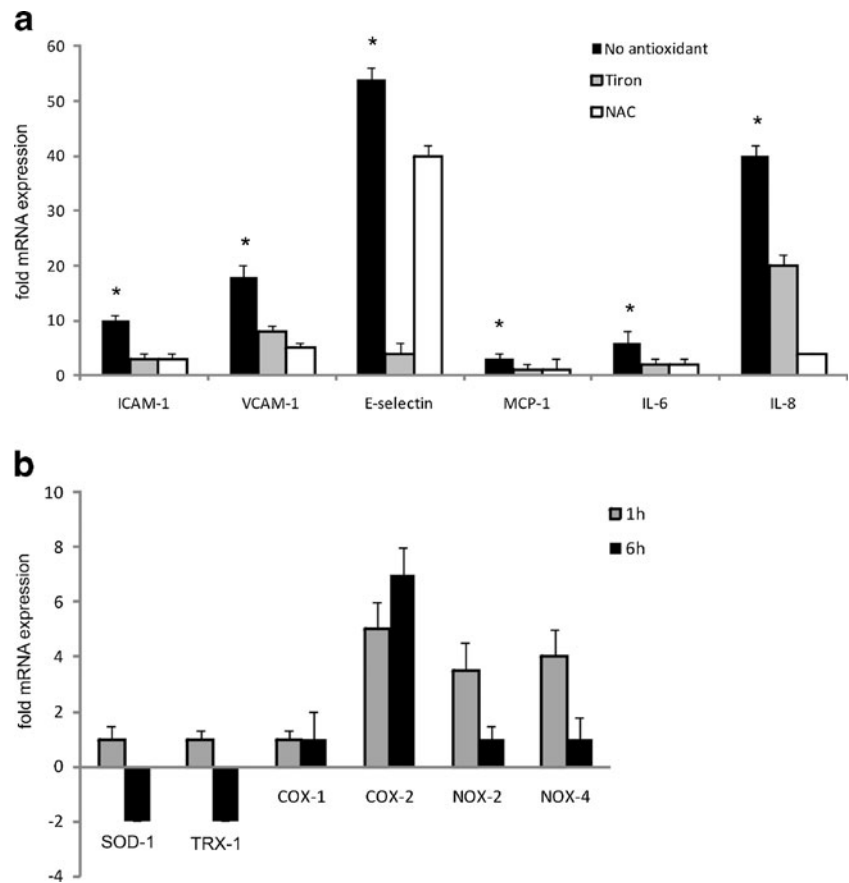 a
fold mRNA expression
60
50
40
30
20
10
0
*
*
*
*
*
*
No antioxidant
Tiron
NAC
ICAM-1
VCAM-1
E-selectin
MCP-1
IL-6
IL-8
b
fold mRNA expression
10
8
6
4
2
0
-2
-4
1h
6h
SOD-1
TRX-1
COX-1
COX-2
NOX-2
NOX-4